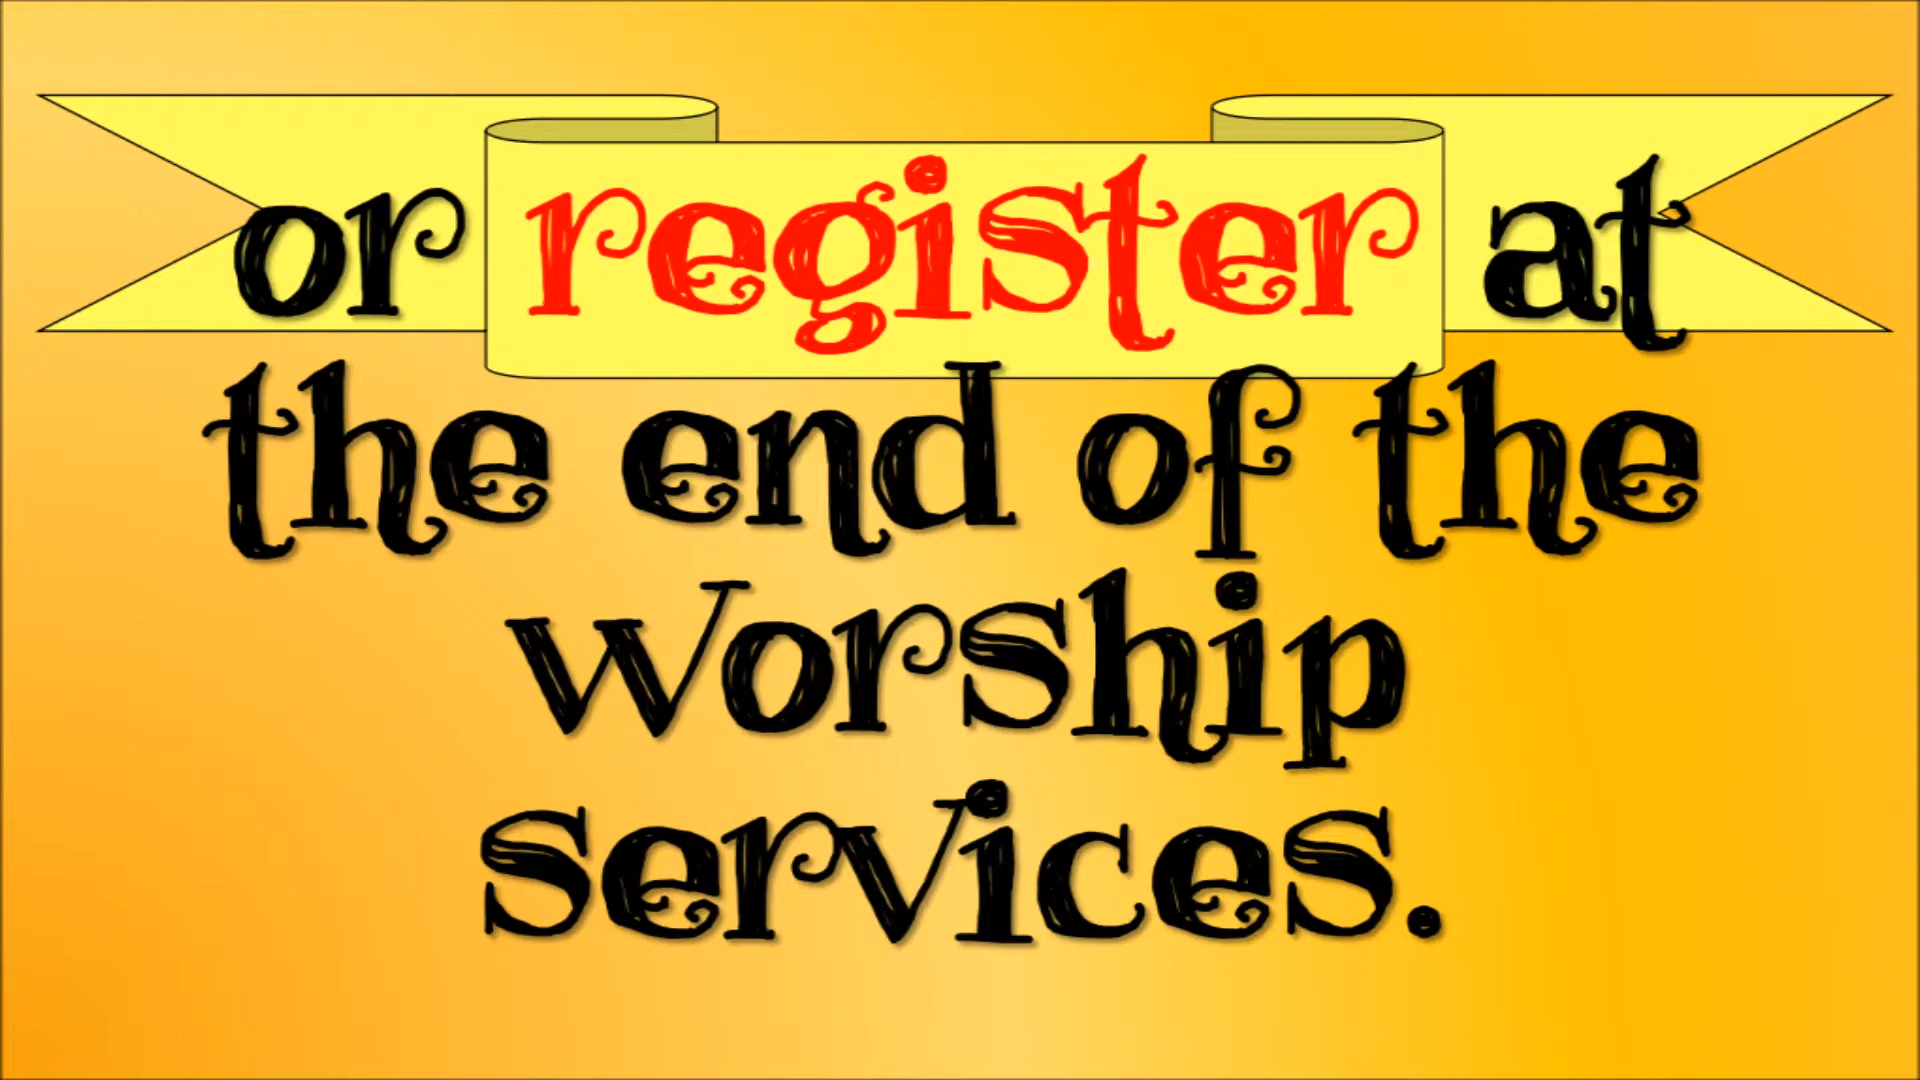 or register at
the end of the
worship
services.